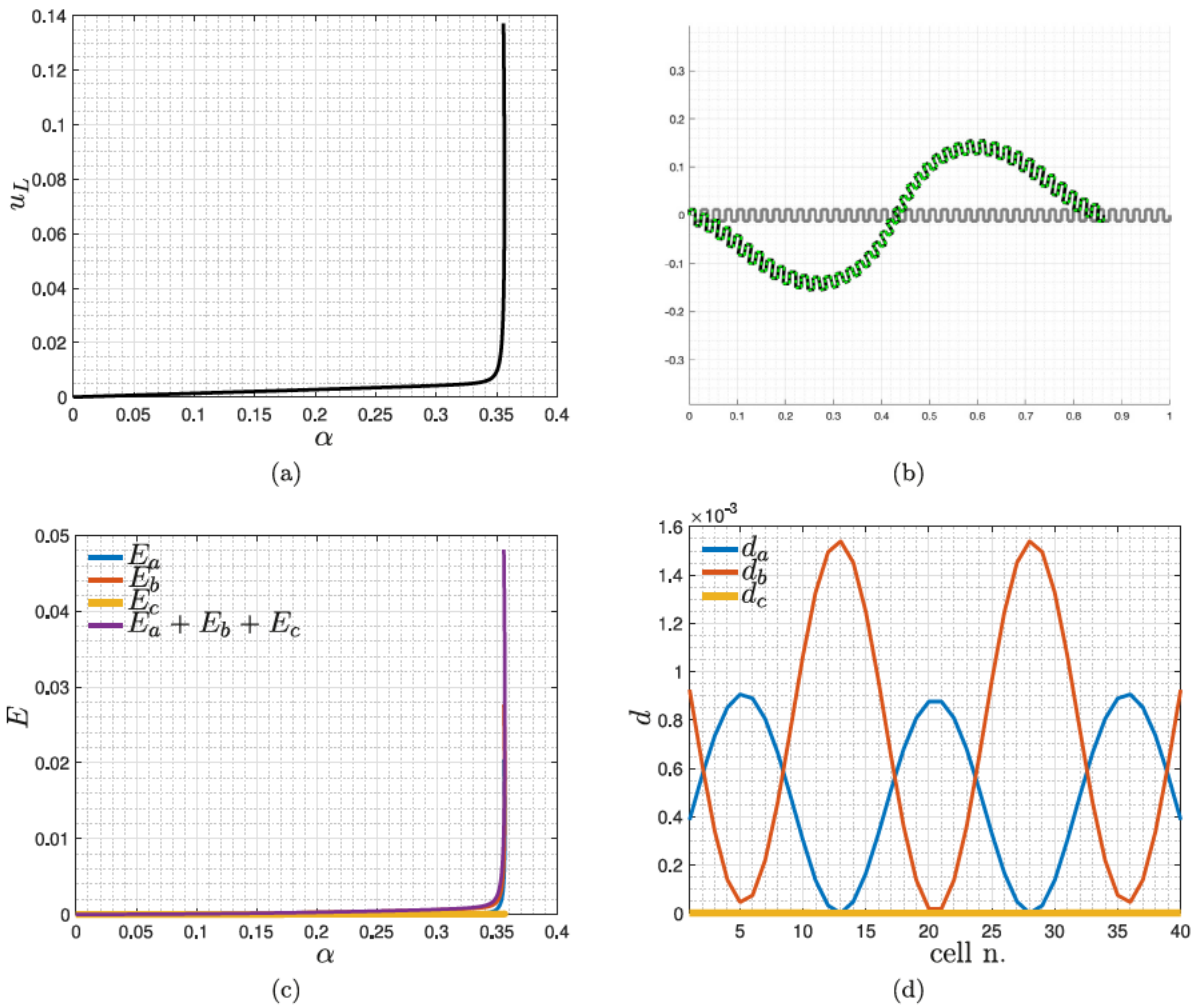 0.14
0.12
0.1
0.08
0.06
0.04
0.02
0
u_L
0 0.05 0.1 0.15 0.2 0.25 0.3 0.35 0.4
α
(a)
0.3
0.2
0.1
0
-0.1
-0.2
-0.3
0 0.1 0.2 0.3 0.4 0.5 0.6 0.7 0.8 0.9 1
(b)
0.05
0.04
0.03
0.02
0.01
0
E
E_a
E_b
E_c
E_a + E_b + E_c
0 0.05 0.1 0.15 0.2 0.25 0.3 0.35 0.4
α
(c)
×10⁻³
1.6
1.4
1.2
1
0.8
0.6
0.4
0.2
0
d
d_a
d_b
d_c
5 10 15 20 25 30 35 40
cell n.
(d)